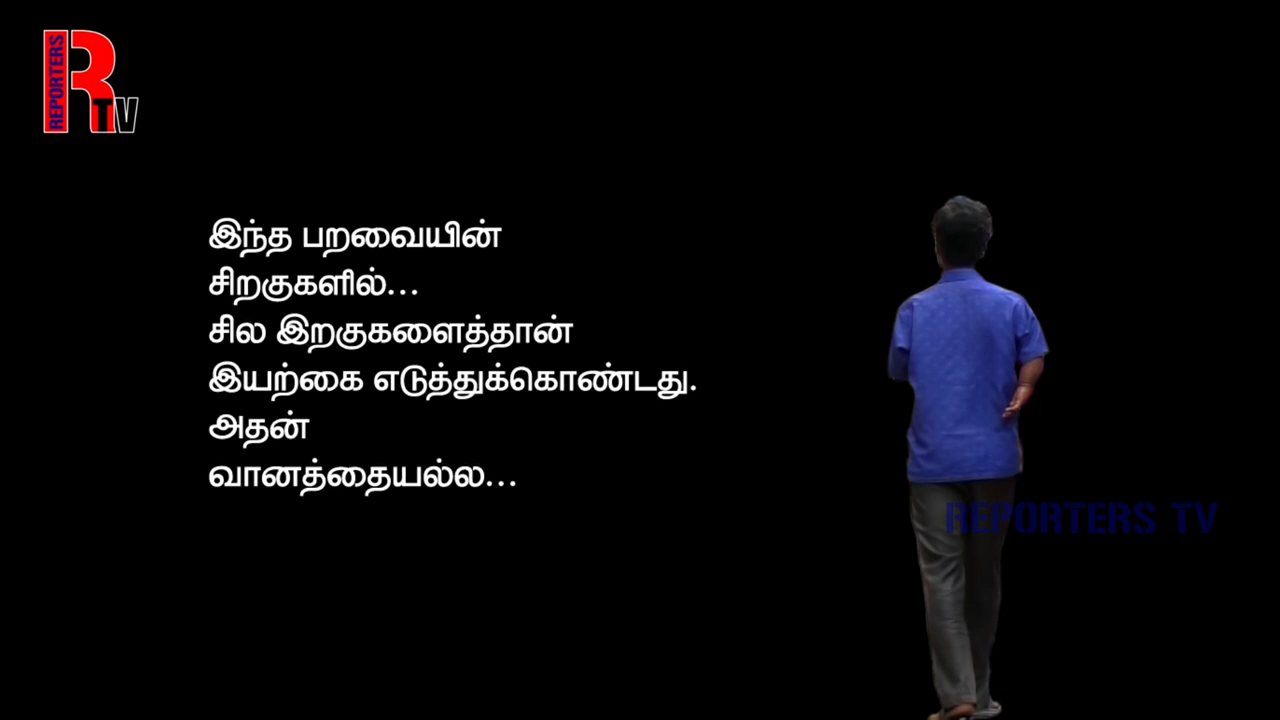 REPORTERS
R
TV
இந்த பறவையின்
சிறகுகளில்...
சில இறகுகளைத்தான்
இயற்கை எடுத்துக்கொண்டது.
அதன்
வானத்தையல்ல...
REPORTERS TV